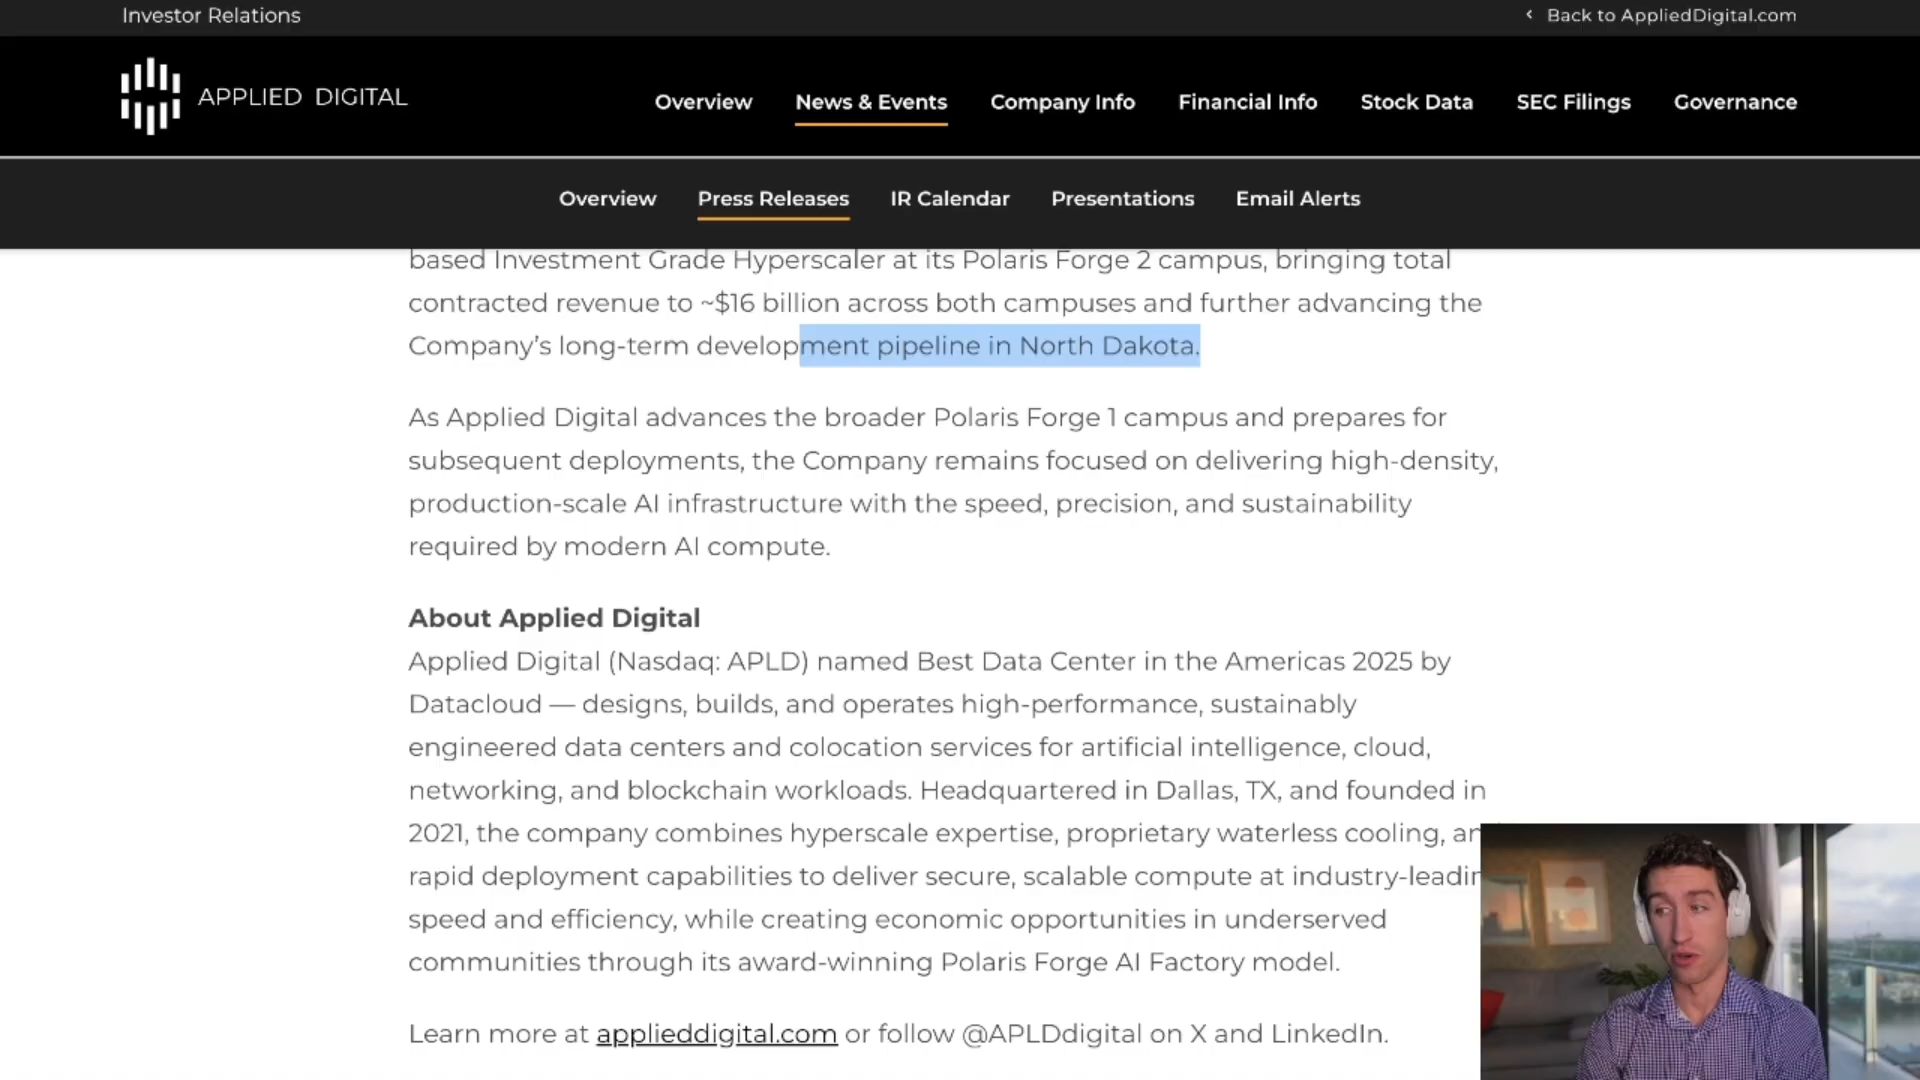 Investor Relations
Back to AppliedDigital.com
APPLIED DIGITAL
Overview
News & Events
Company Info
Financial Info
Stock Data
SEC Filings
Governance
Overview
Press Releases
IR Calendar
Presentations
Email Alerts
based Investment Grade Hyperscaler at its Polaris Forge 2 campus, bringing total
contracted revenue to ~$16 billion across both campuses and further advancing the
Company’s long-term development pipeline in North Dakota.
As Applied Digital advances the broader Polaris Forge 1 campus and prepares for
subsequent deployments, the Company remains focused on delivering high-density,
production-scale AI infrastructure with the speed, precision, and sustainability
required by modern AI compute.
About Applied Digital
Applied Digital (Nasdaq: APLD) named Best Data Center in the Americas 2025 by
Datacloud — designs, builds, and operates high-performance, sustainably
engineered data centers and colocation services for artificial intelligence, cloud,
networking, and blockchain workloads. Headquartered in Dallas, TX, and founded in
2021, the company combines hyperscale expertise, proprietary waterless cooling, an
rapid deployment capabilities to deliver secure, scalable compute at industry-leadin
speed and efficiency, while creating economic opportunities in underserved
communities through its award-winning Polaris Forge AI Factory model.
Learn more at applieddigital.com or follow @APLDdigital on X and LinkedIn.